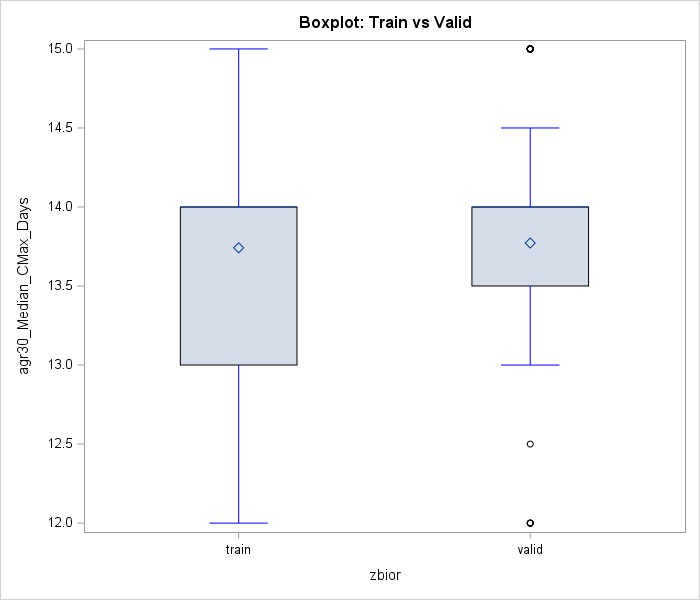 Boxplot: Train vs Valid
agr30_Median_CMax_Days
15.0
14.5
14.0
13.5
13.0
12.5
12.0
train
valid
zbior